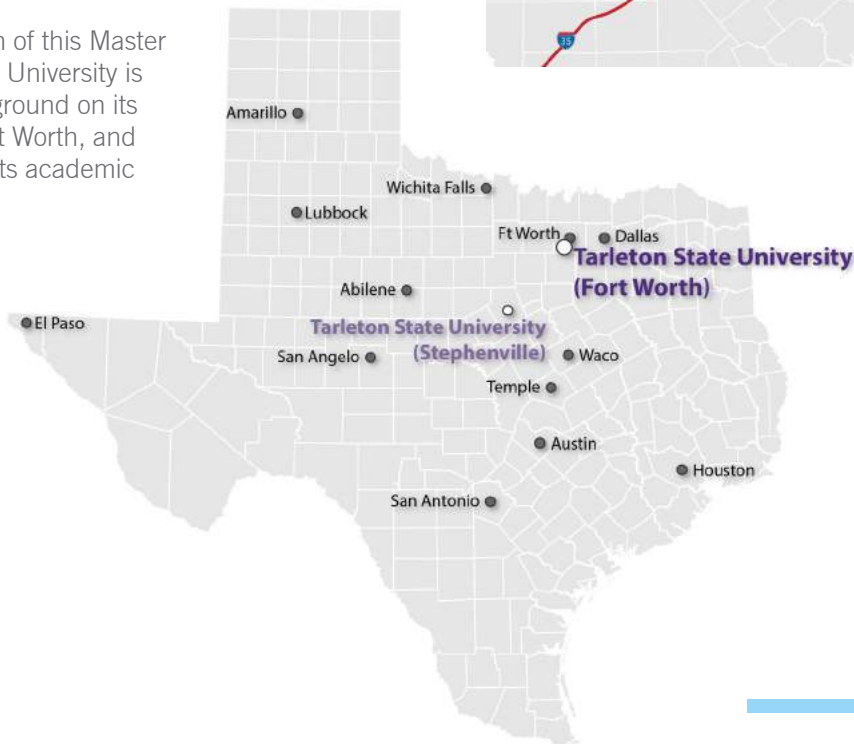 n of this Master
University is
ground on its
t Worth, and
ts academic
35
Amarillo
Wichita Falls
Lubbock
Ft Worth
Dallas
Tarleton State University
(Fort Worth)
Abilene
El Paso
Tarleton State University
(Stephenville)
San Angelo
Waco
Temple
Austin
Houston
San Antonio